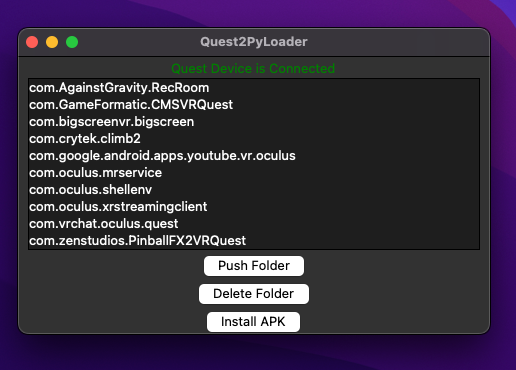 Quest2PyLoader
Quest Device is Connected
com.AgainstGravity.RecRoom
com.GameFormatic.CMSVRQuest
com.bigscreenvr.bigscreen
com.crytek.climb2
com.google.android.apps.youtube.vr.oculus
com.oculus.mrservice
com.oculus.shellenv
com.oculus.xrstreamingclient
com.vrchat.oculus.quest
com.zenstudios.PinballFX2VRQuest
Push Folder
Delete Folder
Install APK